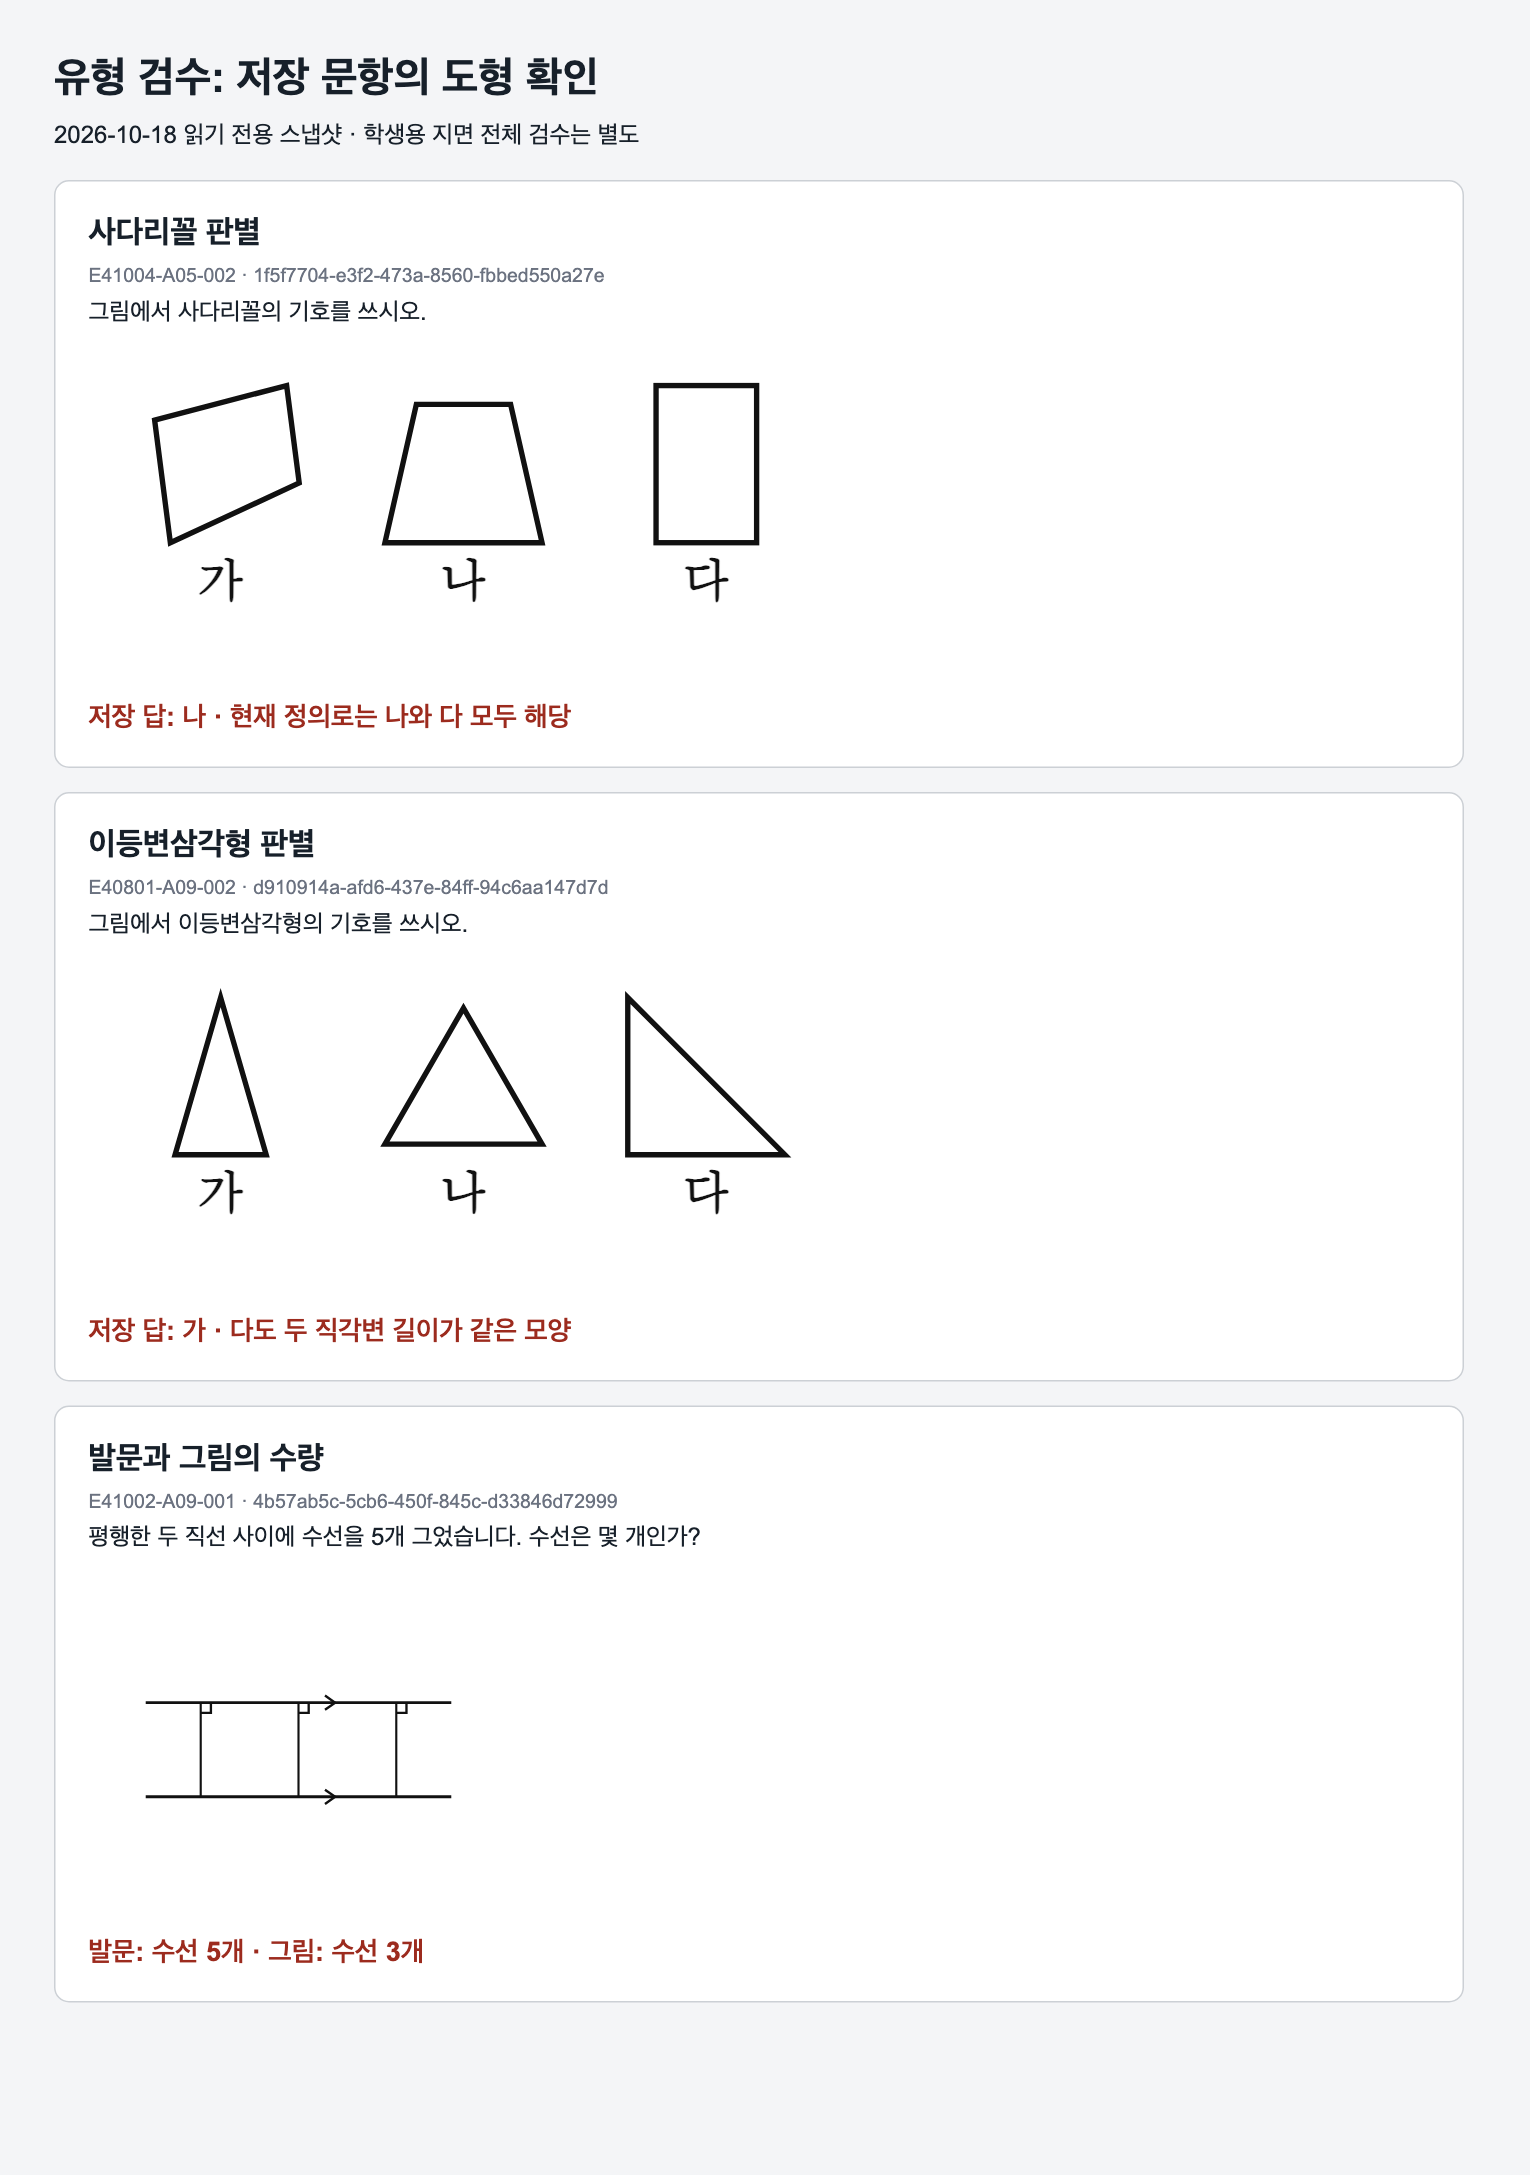 유형 검수: 저장 문항의 도형 확인
2026-10-18 읽기 전용 스냅샷 · 학생용 지면 전체 검수는 별도
사다리꼴 판별
E41004-A05-002 · 1f5f7704-e3f2-473a-8560-fbbed550a27e
그림에서 사다리꼴의 기호를 쓰시오.
가 나 다
저장 답: 나 · 현재 정의로는 나와 다 모두 해당
이등변삼각형 판별
E40801-A09-002 · d910914a-afd6-437e-84ff-94c6aa147d7d
그림에서 이등변삼각형의 기호를 쓰시오.
가 나 다
저장 답: 가 · 다도 두 직각변 길이가 같은 모양
발문과 그림의 수량
E41002-A09-001 · 4b57ab5c-5cb6-450f-845c-d33846d72999
평행한 두 직선 사이에 수선을 5개 그었습니다. 수선은 몇 개인가?
발문: 수선 5개 · 그림: 수선 3개